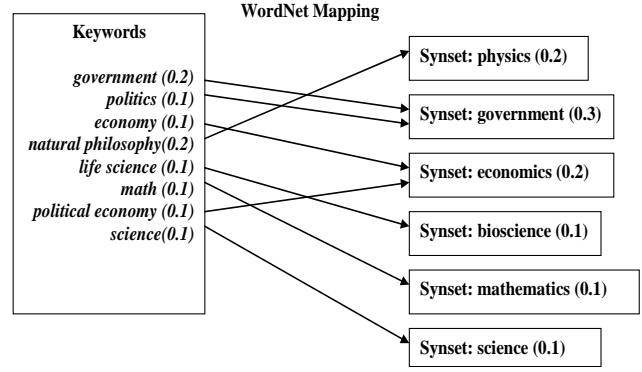 WordNet Mapping
Keywords
government (0.2)
politics (0.1)
economy (0.1)
natural philosophy(0.2)
life science (0.1)
math (0.1)
political economy (0.1)
science(0.1)
Synset: physics (0.2)
Synset: government (0.3)
Synset: economics (0.2)
Synset: bioscience (0.1)
Synset: mathematics (0.1)
Synset: science (0.1)